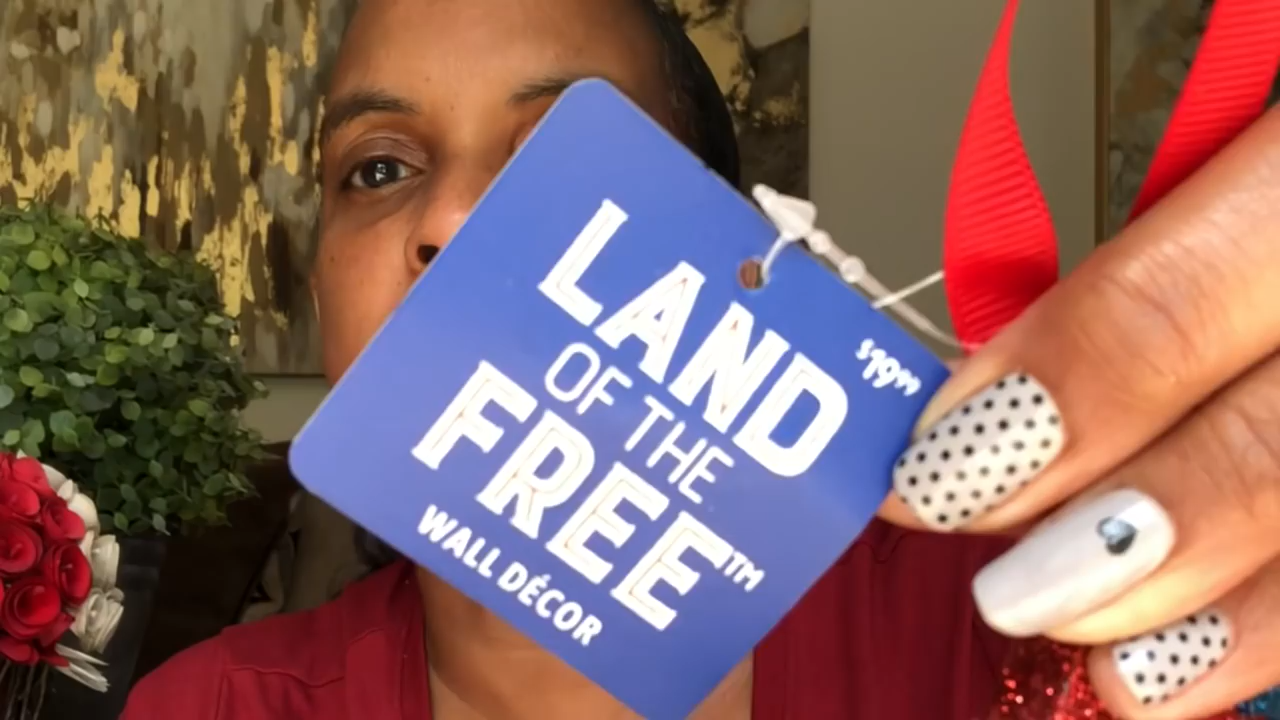 $19.99
LAND
OF THE
FREE™
WALL DÉCOR